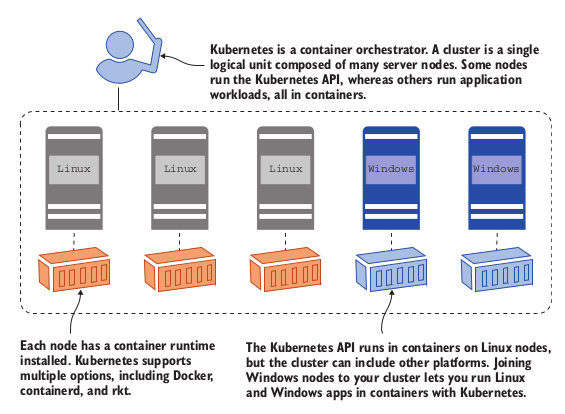 Kubernetes is a container orchestrator. A cluster is a single
logical unit composed of many server nodes. Some nodes
run the Kubernetes API, whereas others run application
workloads, all in containers.
Linux
Linux
Linux
Windows
Windows
Each node has a container runtime
installed. Kubernetes supports
multiple options, including Docker,
containerd, and rkt.
The Kubernetes API runs in containers on Linux nodes,
but the cluster can include other platforms. Joining
Windows nodes to your cluster lets you run Linux
and Windows apps in containers with Kubernetes.